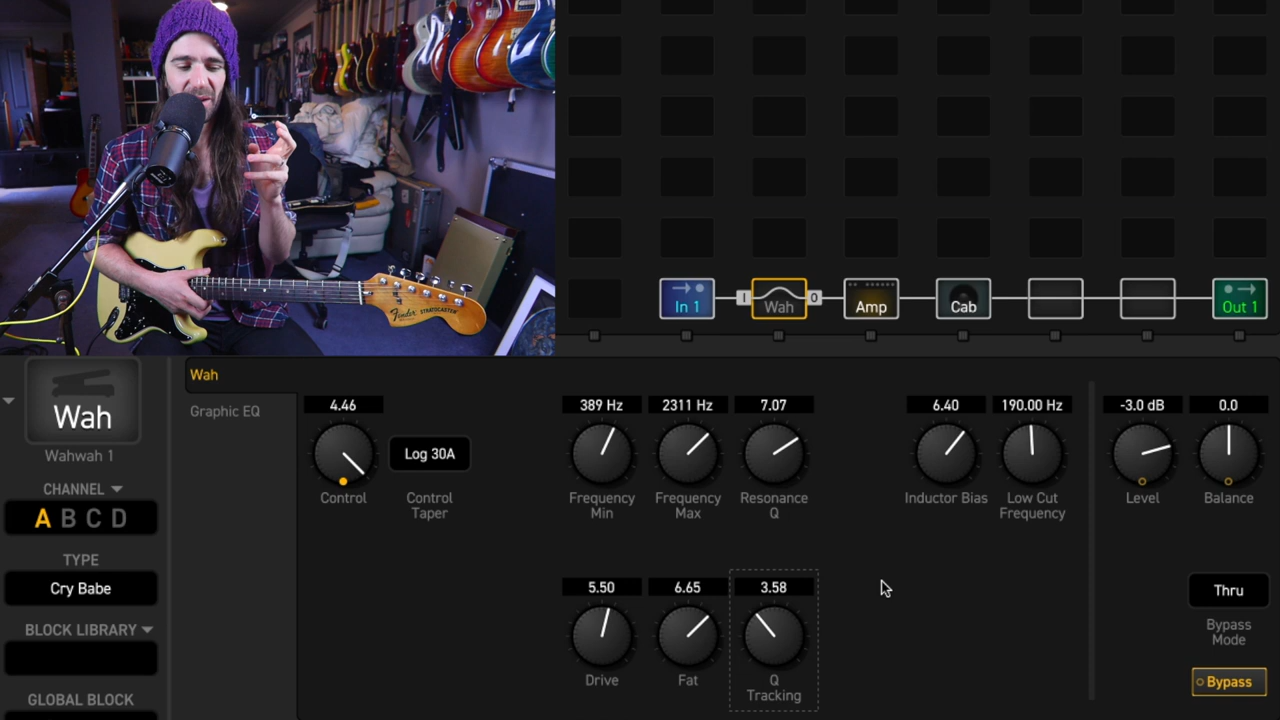 Fender STRATOCASTER
In 1
I
Wah
O
Amp
Cab
Out 1
Wah
Wahwah 1
CHANNEL
A B C D
TYPE
Cry Babe
BLOCK LIBRARY
GLOBAL BLOCK
Wah
Graphic EQ
4.46
Control
Log 30A
Control
Taper
389 Hz
Frequency
Min
2311 Hz
Frequency
Max
7.07
Resonance
Q
6.40
Inductor Bias
190.00 Hz
Low Cut
Frequency
-3.0 dB
Level
0.0
Balance
5.50
Drive
6.65
Fat
3.58
Q
Tracking
Thru
Bypass
Mode
Bypass